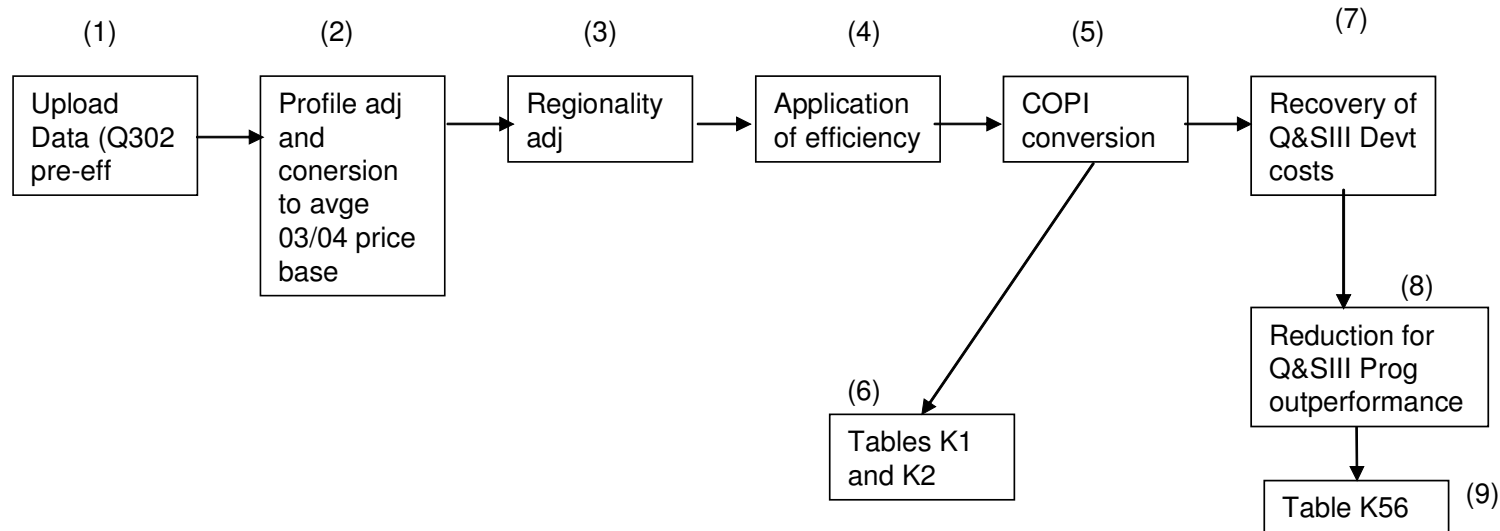 (1)
Upload
Data (Q302
pre-eff
(2)
Profile adj
and
conersion
to avge
03/04 price
base
(3)
Regionality
adj
(4)
Application
of efficiency
(5)
COPI
conversion
(6)
Tables K1
and K2
(7)
Recovery of
Q&SIII Devt
costs
(8)
Reduction for
Q&SIII Prog
outperformance
(9)
Table K56